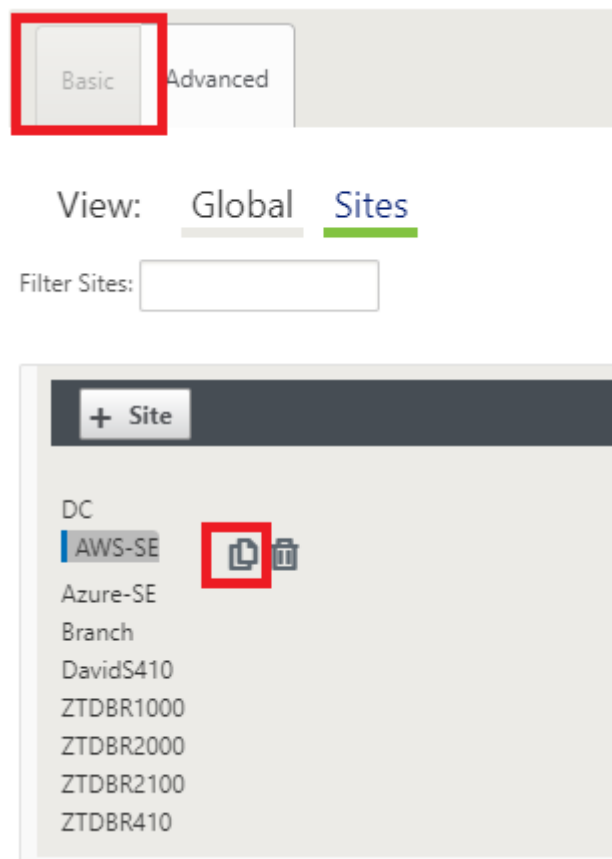 Basic Advanced
View: Global Sites
Filter Sites:
+ Site
DC
AWS-SE
Azure-SE
Branch
DavidS410
ZTDBR1000
ZTDBR2000
ZTDBR2100
ZTDBR410